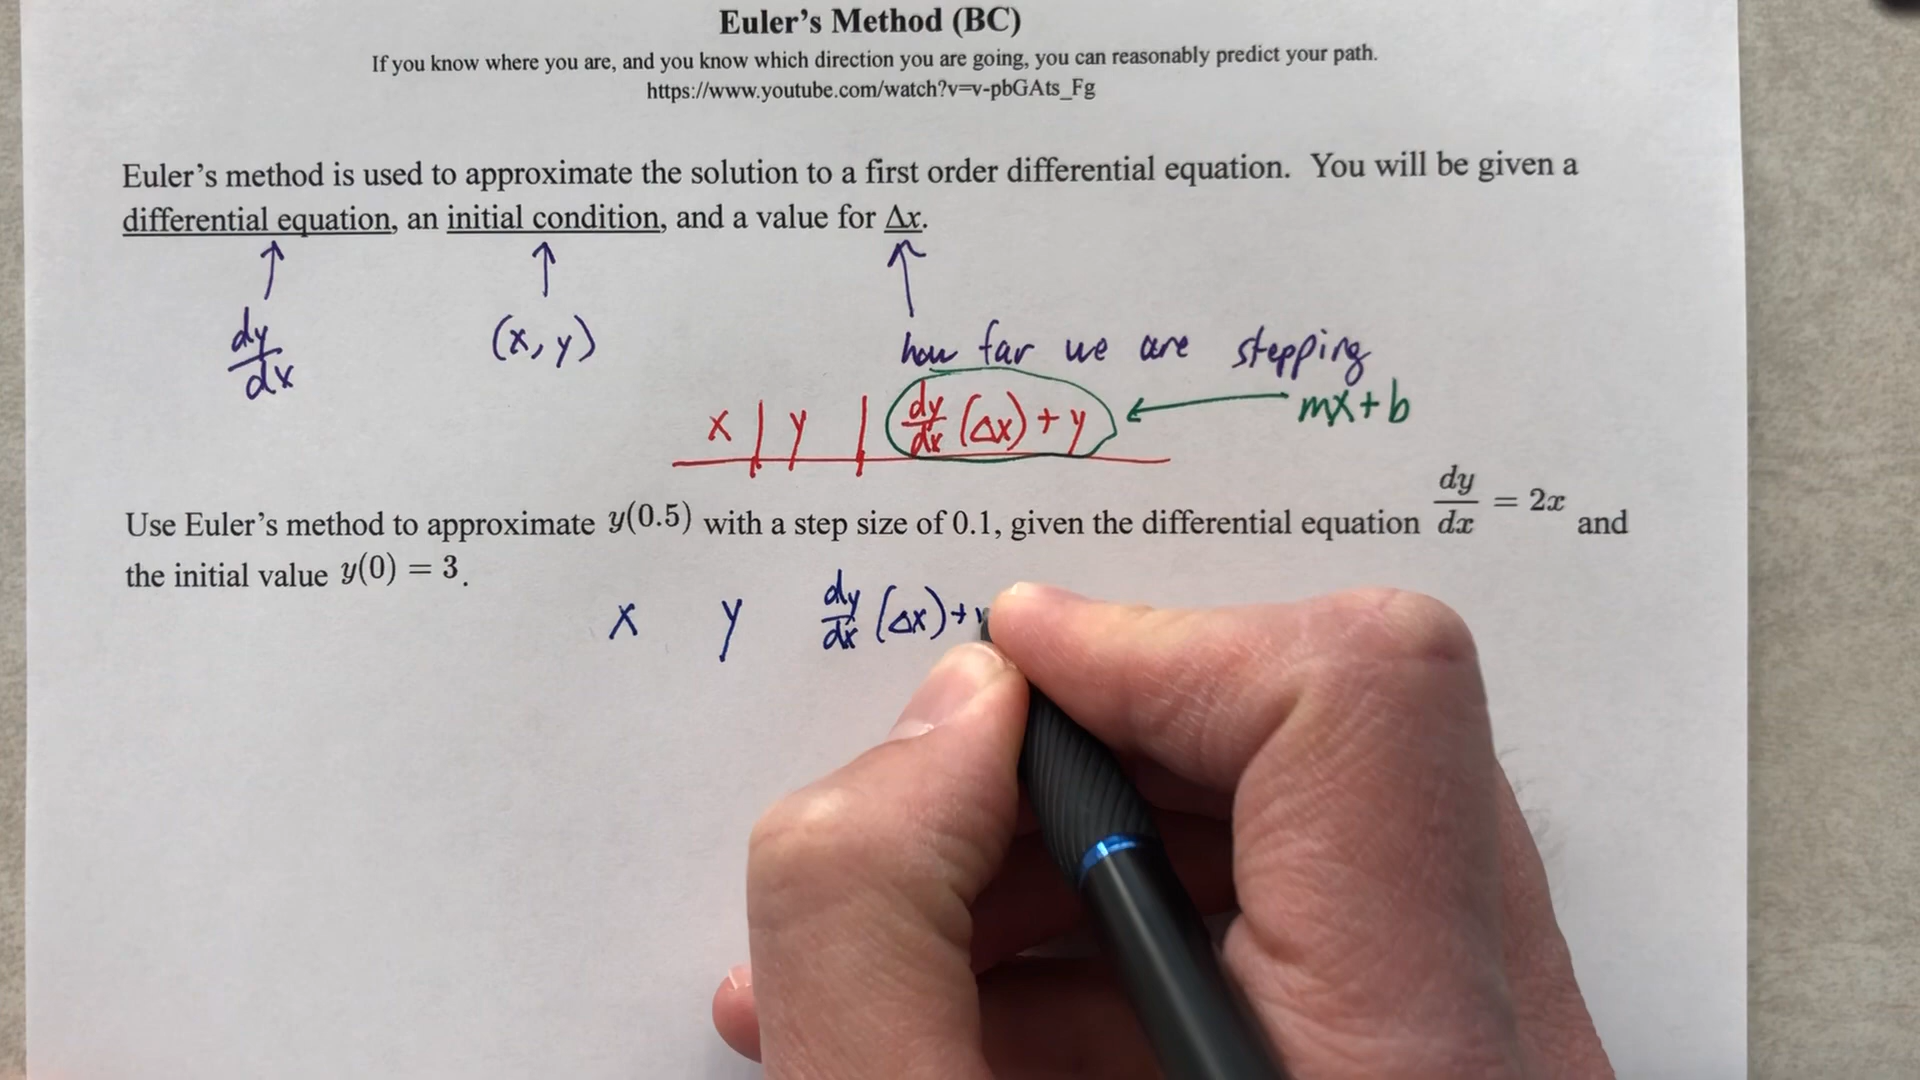 Euler's Method (BC)
If you know where you are, and you know which direction you are going, you can reasonably predict your path.
https://www.youtube.com/watch?v=v-pbGAts_Fg
Euler's method is used to approximate the solution to a first order differential equation. You will be given a
differential equation, an initial condition, and a value for Δx.
↑ ↑ ↑
dy/dx (x, y) how far we are stepping
x | y | dy/dx (Δx) + y ← mx + b
Use Euler's method to approximate y(0.5) with a step size of 0.1, given the differential equation dy/dx = 2x and
the initial value y(0) = 3.
x y dy/dx (Δx) +